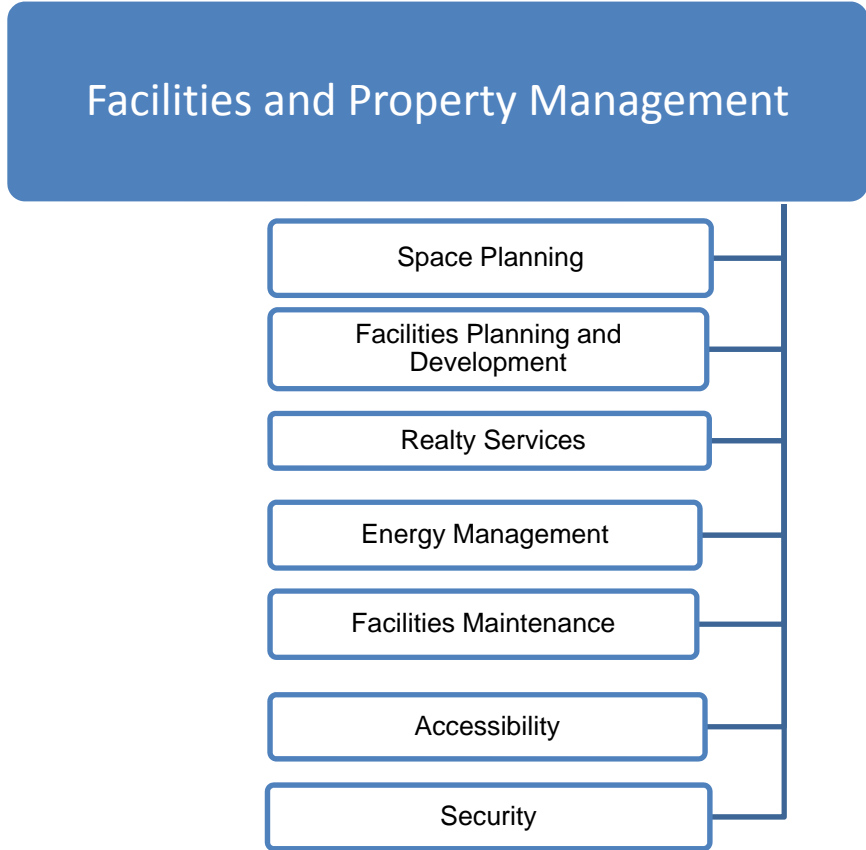 Facilities and Property Management
Space Planning
Facilities Planning and
Development
Realty Services
Energy Management
Facilities Maintenance
Accessibility
Security